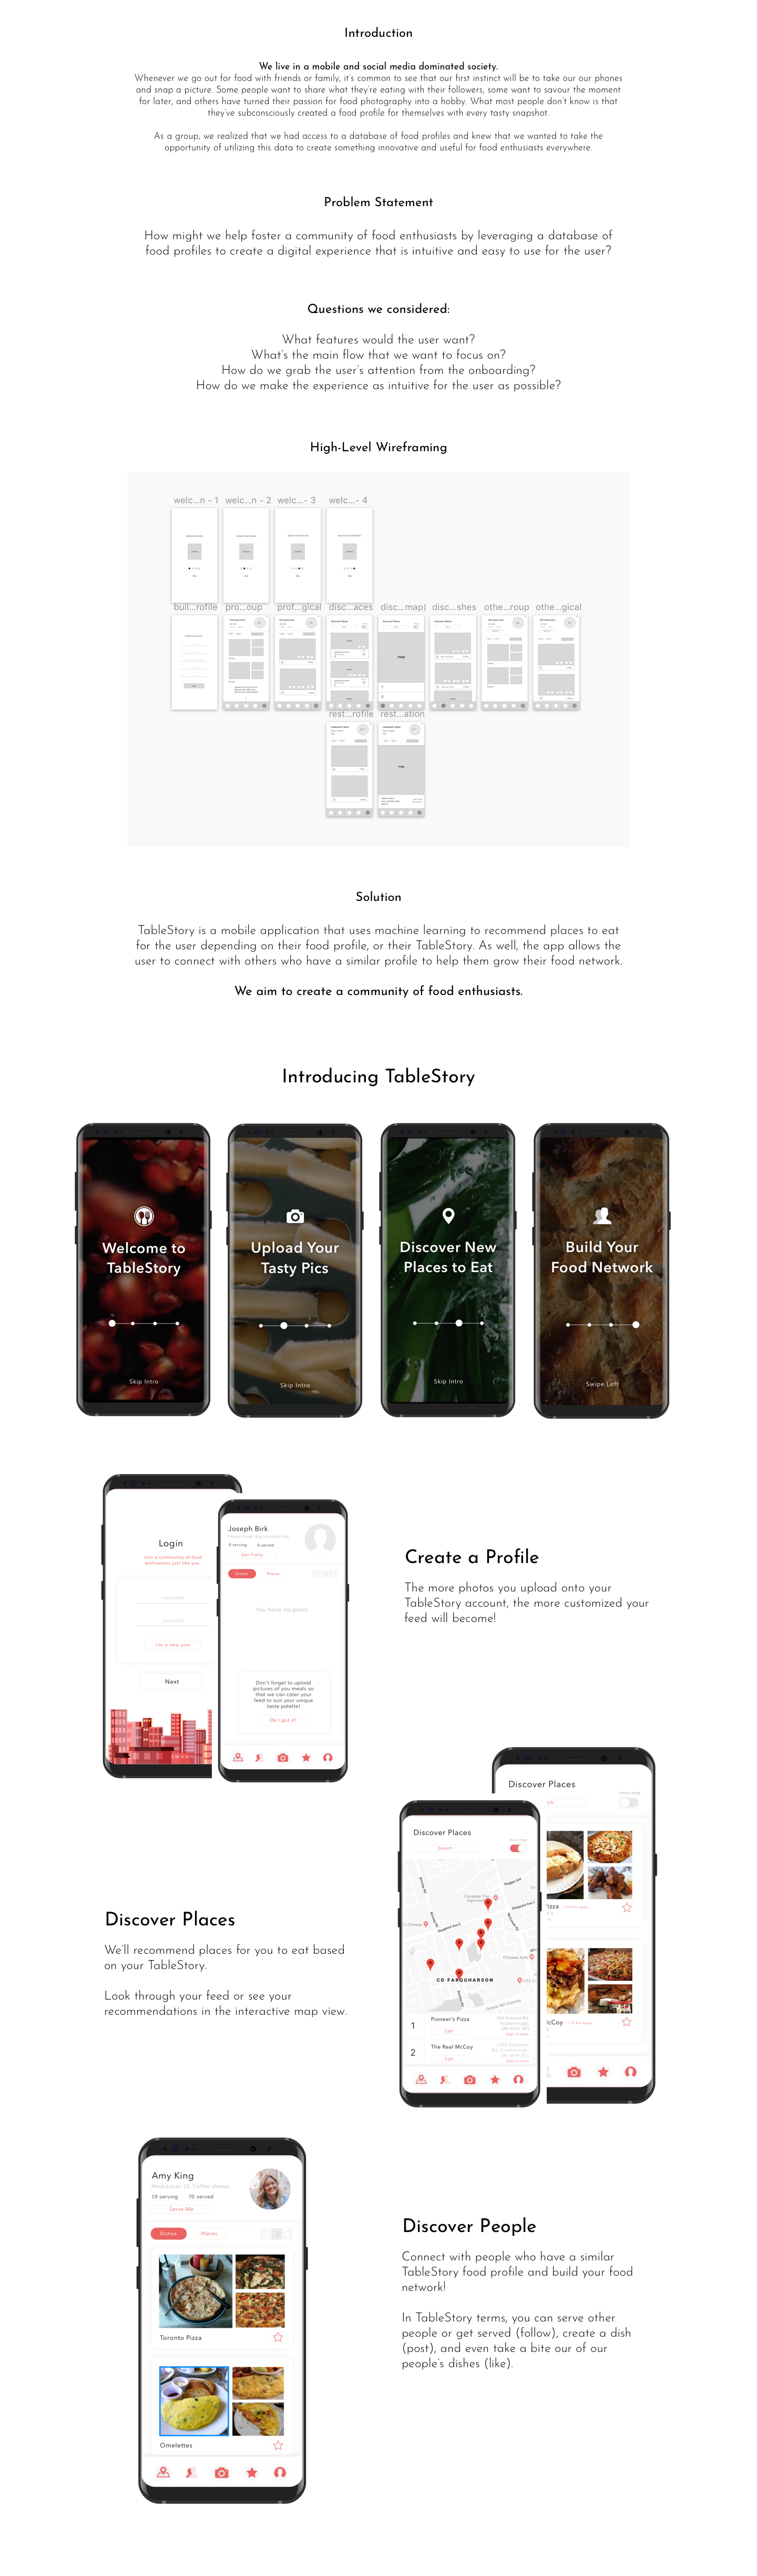 Introduction
We live in a mobile and social media dominated society.
Whenever we go out for food with friends or family, it's common to see that our first instinct will be to take our our phones
and snap a picture. Some people want to share what they're eating with their followers, some want to savour the moment
for later, and others have turned their passion for food photography into a hobby. What most people don't know is that
they've subconsciously created a food profile for themselves with every tasty snapshot.
As a group, we realized that we had access to a database of food profiles and knew that we wanted to take the
opportunity of utilizing this data to create something innovative and useful for food enthusiasts everywhere.
Problem Statement
How might we help foster a community of food enthusiasts by leveraging a database of
food profiles to create a digital experience that is intuitive and easy to use for the user?
Questions we considered:
What features would the user want?
What's the main flow that we want to focus on?
How do we grab the user's attention from the onboarding?
How do we make the experience as intuitive for the user as possible?
High-Level Wireframing
welc...n - 1 welc...n - 2 welc...- 3 welc...- 4
buil...rofile pro...oup prof...gical disc...aces disc...map) disc...shes othe...roup othe...gical
rest...rofile rest...ation
Solution
TableStory is a mobile application that uses machine learning to recommend places to eat
for the user depending on their food profile, or their TableStory. As well, the app allows the
user to connect with others who have a similar profile to help them grow their food network.
We aim to create a community of food enthusiasts.
Introducing TableStory
Welcome to
TableStory
Skip Intro
Upload Your
Tasty Pics
Skip Intro
Discover New
Places to Eat
Skip Intro
Build Your
Food Network
Swipe Left
Login
Join a community of food
enthusiasts just like you.
username
password
I'm a new user
Next
Joseph Birk
0 serving 0 served
Edit Profile
Dishes Places
You have no posts.
Don't forget to upload
pictures of you meals so
that we can cater your
feed to suit your unique
taste palette!
Ok I got it!
Create a Profile
The more photos you upload onto your
TableStory account, the more customized your
feed will become!
Discover Places
We'll recommend places for you to eat based
on your TableStory.
Look through your feed or see your
recommendations in the interactive map view.
Discover Places
Discover Places
Search
CD FARQUHARSON
1 Pioneer's Pizza
Call
2 The Real McCoy
Call
Amy King
19 serving 70 served
Serve Me
Dishes Places
Toronto Pizza
Omelettes
Discover People
Connect with people who have a similar
TableStory food profile and build your food
network!
In TableStory terms, you can serve other
people or get served (follow), create a dish
(post), and even take a bite our of our
people's dishes (like).